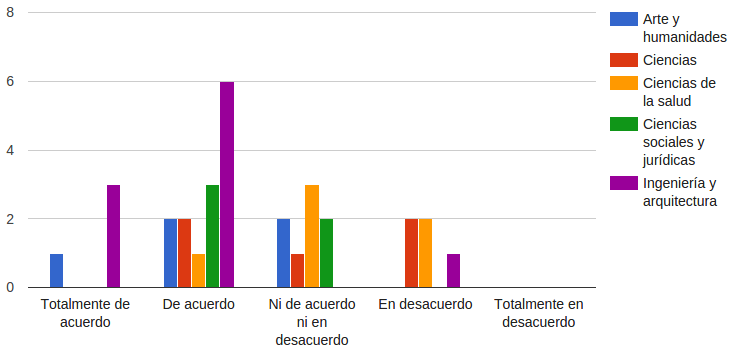 8
6
4
2
0
Totalmente de
acuerdo
De acuerdo
Ni de acuerdo
ni en
desacuerdo
En desacuerdo
Totalmente en
desacuerdo
Arte y
humanidades
Ciencias
Ciencias de
la salud
Ciencias
sociales y
jurídicas
Ingeniería y
arquitectura